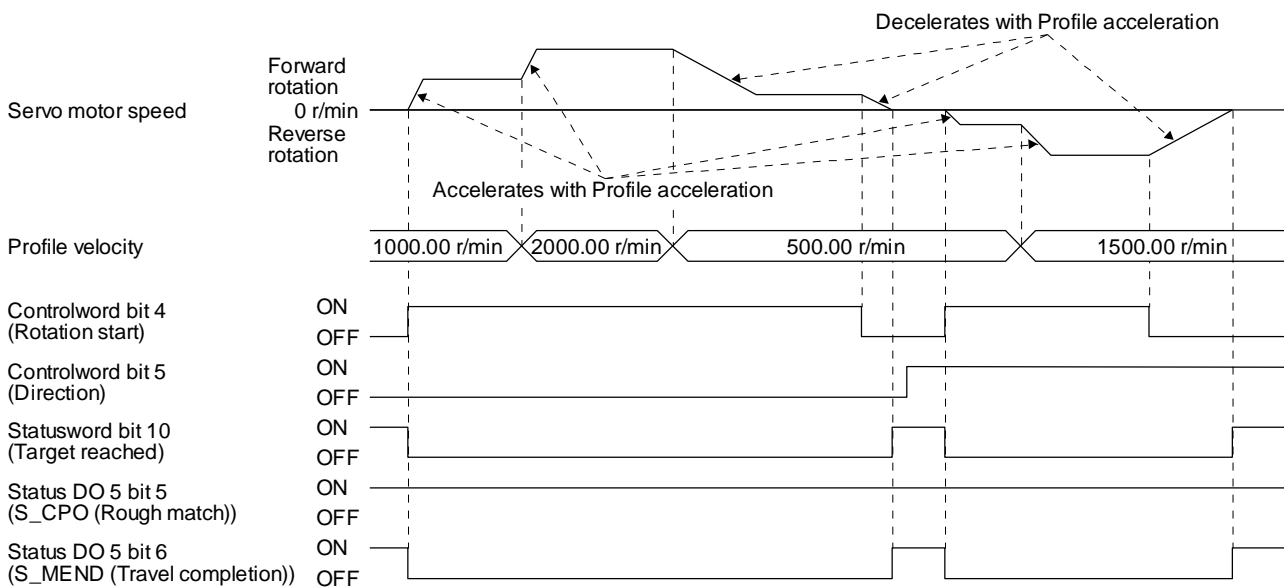 Decelerates with Profile acceleration
Forward
rotation
Servo motor speed
0 r/min
Reverse
rotation
Accelerates with Profile acceleration
Profile velocity
1000.00 r/min
2000.00 r/min
500.00 r/min
1500.00 r/min
Controlword bit 4
(Rotation start)
ON
OFF
Controlword bit 5
(Direction)
ON
OFF
Statusword bit 10
(Target reached)
ON
OFF
Status DO 5 bit 5
(S_CPO (Rough match))
ON
OFF
Status DO 5 bit 6
(S_MEND (Travel completion))
ON
OFF